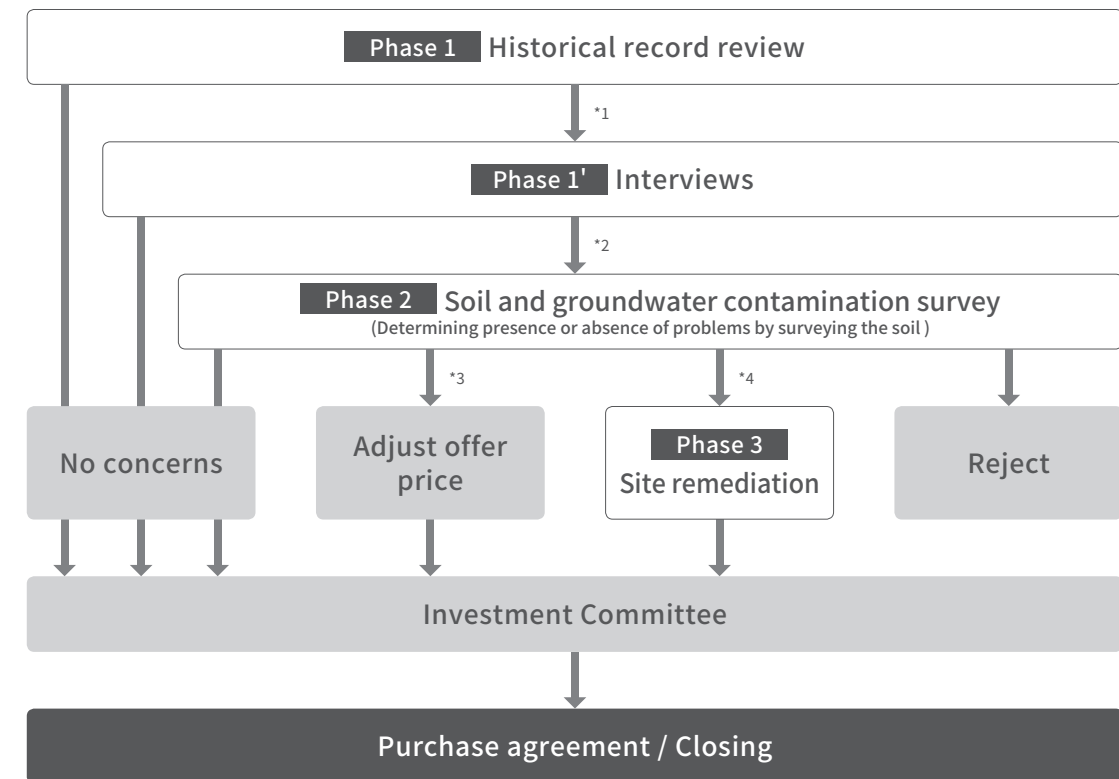 Phase 1 Historical record review
*1
Phase 1' Interviews
*2
Phase 2 Soil and groundwater contamination survey
(Determining presence or absence of problems by surveying the soil )
*3
*4
No concerns
Adjust offer
price
Phase 3
Site remediation
Reject
Investment Committee
Purchase agreement / Closing